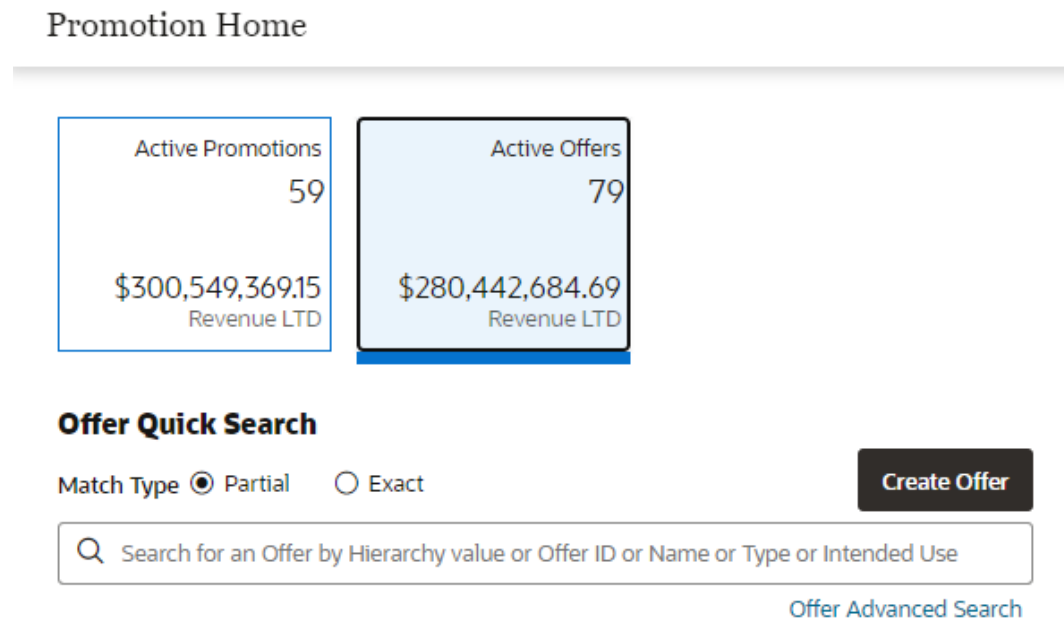 Promotion Home
Active Promotions
59
$300,549,369.15
Revenue LTD
Active Offers
79
$280,442,684.69
Revenue LTD
Offer Quick Search
Match Type Partial Exact
Create Offer
Search for an Offer by Hierarchy value or Offer ID or Name or Type or Intended Use
Offer Advanced Search